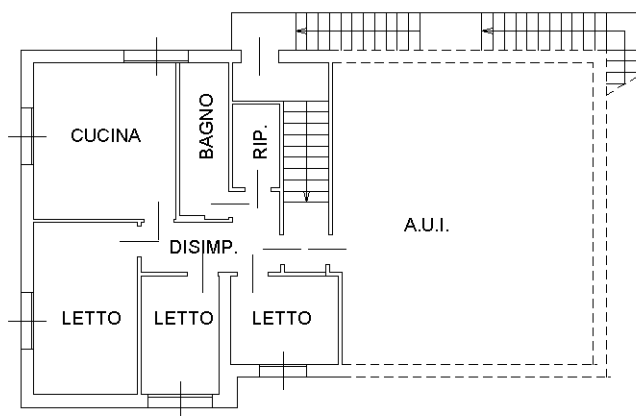 CUCINA
BAGNO
RIP.
A.U.I.
DISIMP.
LETTO
LETTO
LETTO